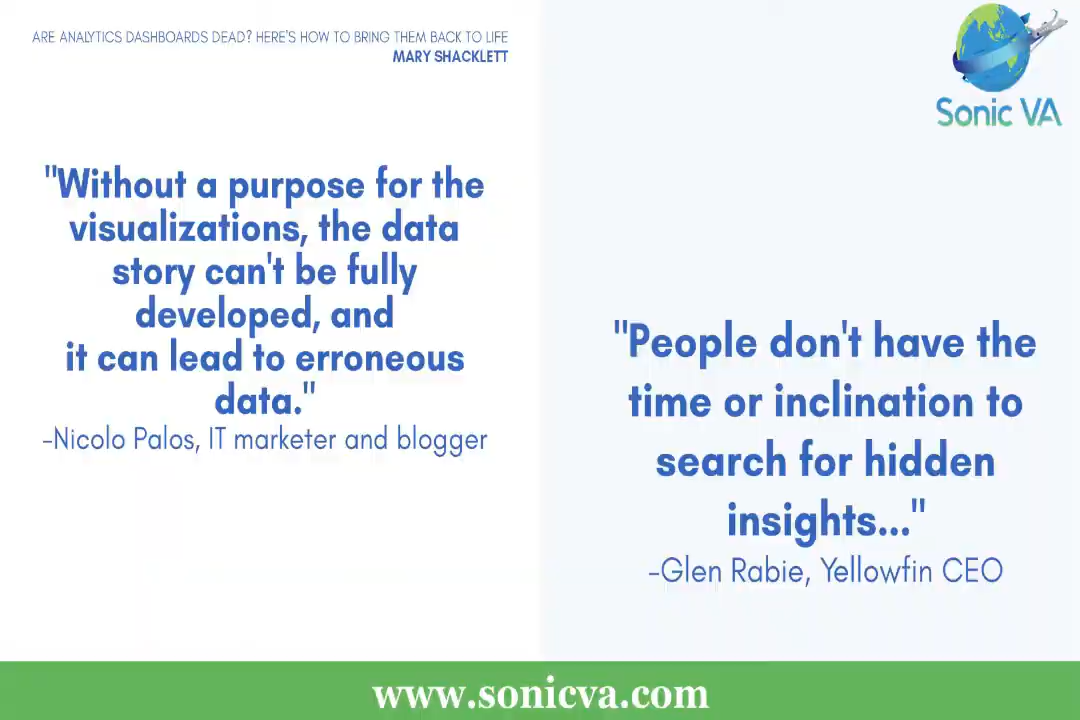 ARE ANALYTICS DASHBOARDS DEAD? HERE'S HOW TO BRING THEM BACK TO LIFE
MARY SHACKLETT
"Without a purpose for the
visualizations, the data
story can't be fully
developed, and
it can lead to erroneous
data."
-Nicolo Palos, IT marketer and blogger
Sonic VA
"People don't have the
time or inclination to
search for hidden
insights..."
-Glen Rabie, Yellowfin CEO
www.sonicva.com